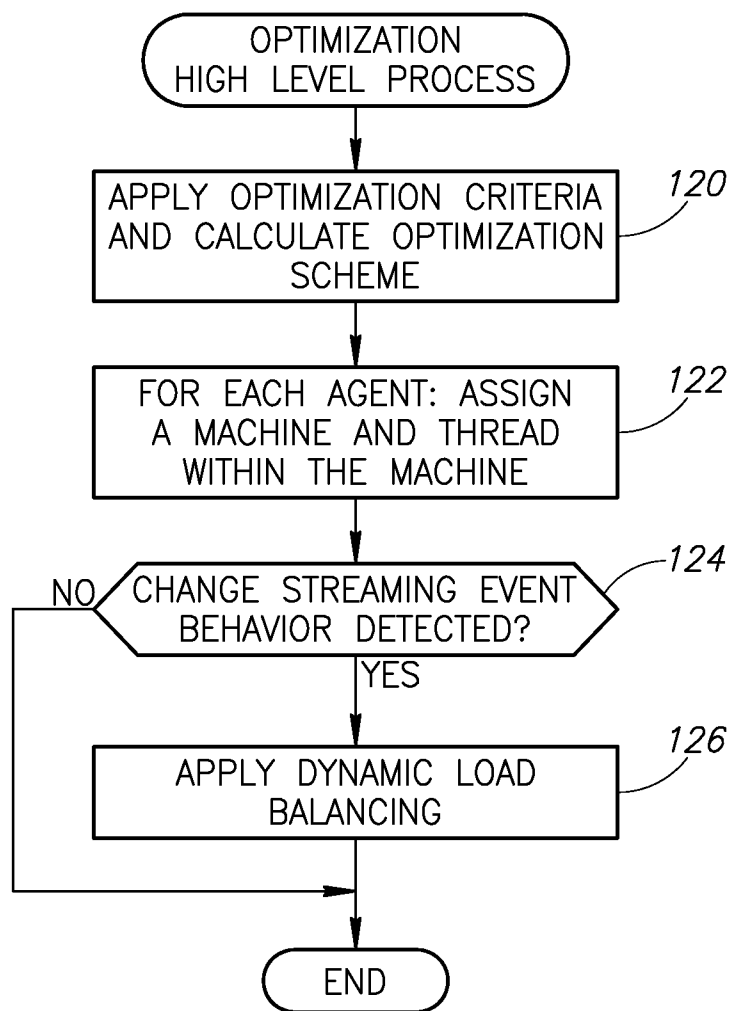 OPTIMIZATION
HIGH LEVEL PROCESS
120
APPLY OPTIMIZATION CRITERIA
AND CALCULATE OPTIMIZATION
SCHEME
122
FOR EACH AGENT: ASSIGN
A MACHINE AND THREAD
WITHIN THE MACHINE
124
NO
CHANGE STREAMING EVENT
BEHAVIOR DETECTED?
YES
126
APPLY DYNAMIC LOAD
BALANCING
END